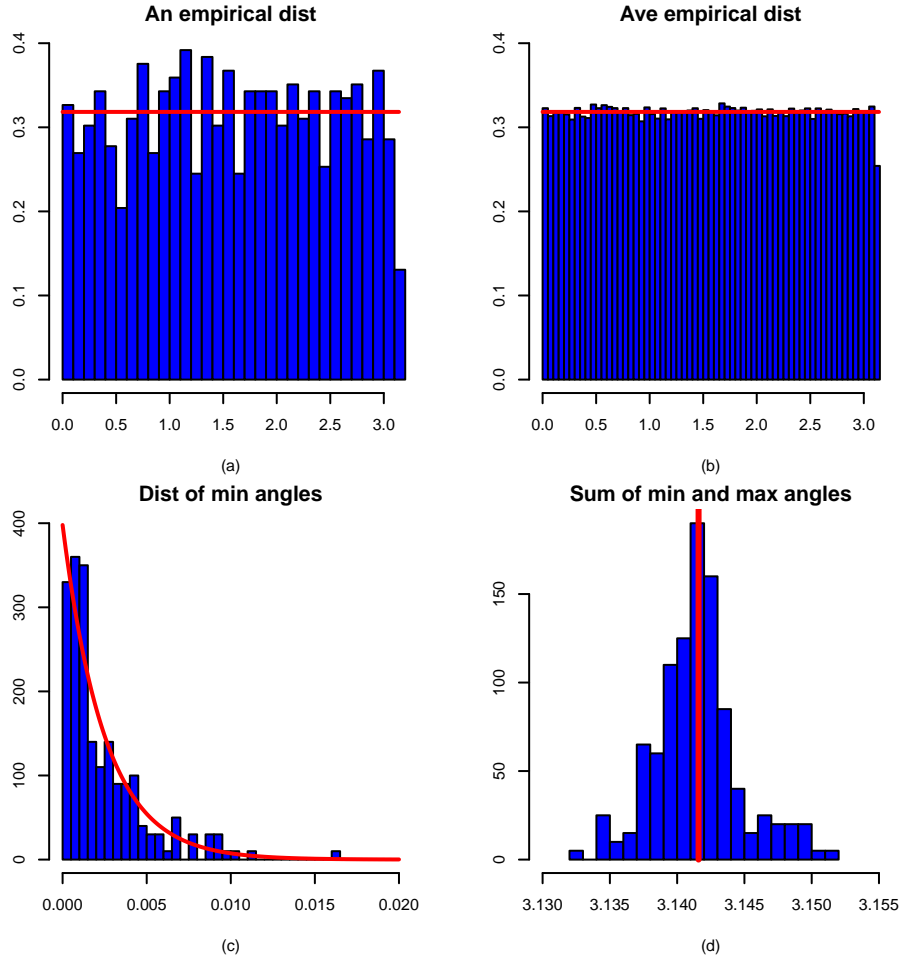 An empirical dist
0.0 0.1 0.2 0.3 0.4
0.0 0.5 1.0 1.5 2.0 2.5 3.0
(a)
Ave empirical dist
0.0 0.1 0.2 0.3 0.4
0.0 0.5 1.0 1.5 2.0 2.5 3.0
(b)
Dist of min angles
0 100 200 300 400
0.000 0.005 0.010 0.015 0.020
(c)
Sum of min and max angles
0 50 100 150
3.130 3.135 3.140 3.145 3.150 3.155
(d)